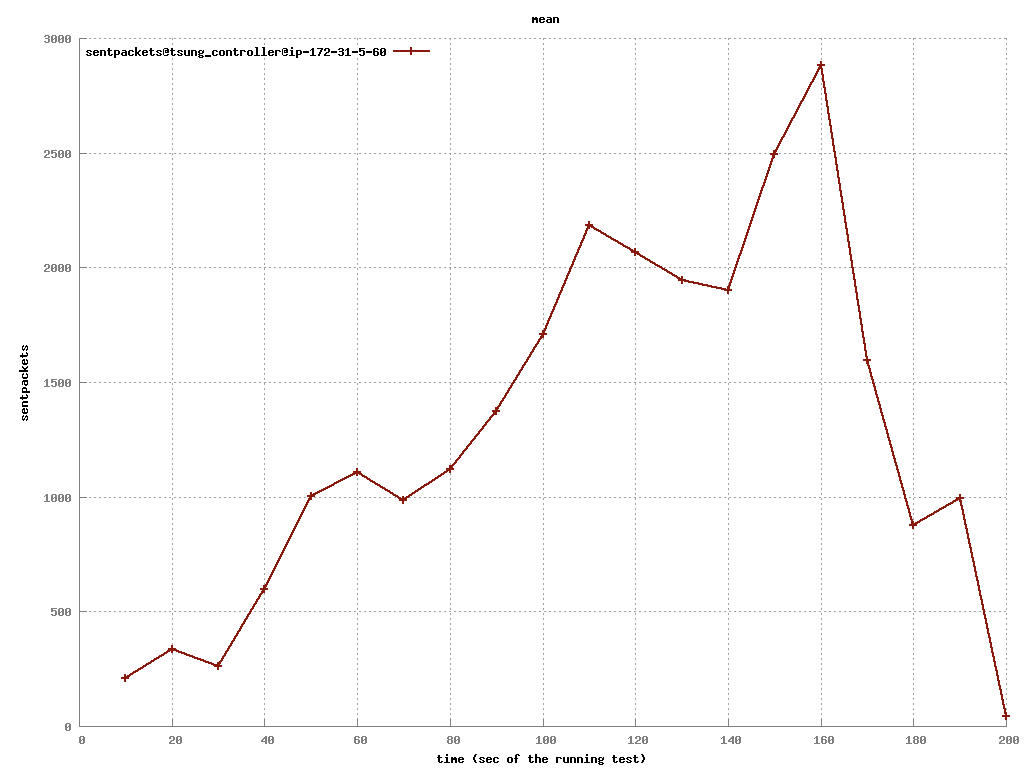 mean
3000
sentpackets@tsung_controller@ip-172-31-5-60
2500
2000
1500
1000
500
0
sentpackets
0 20 40 60 80 100 120 140 160 180 200
time (sec of the running test)